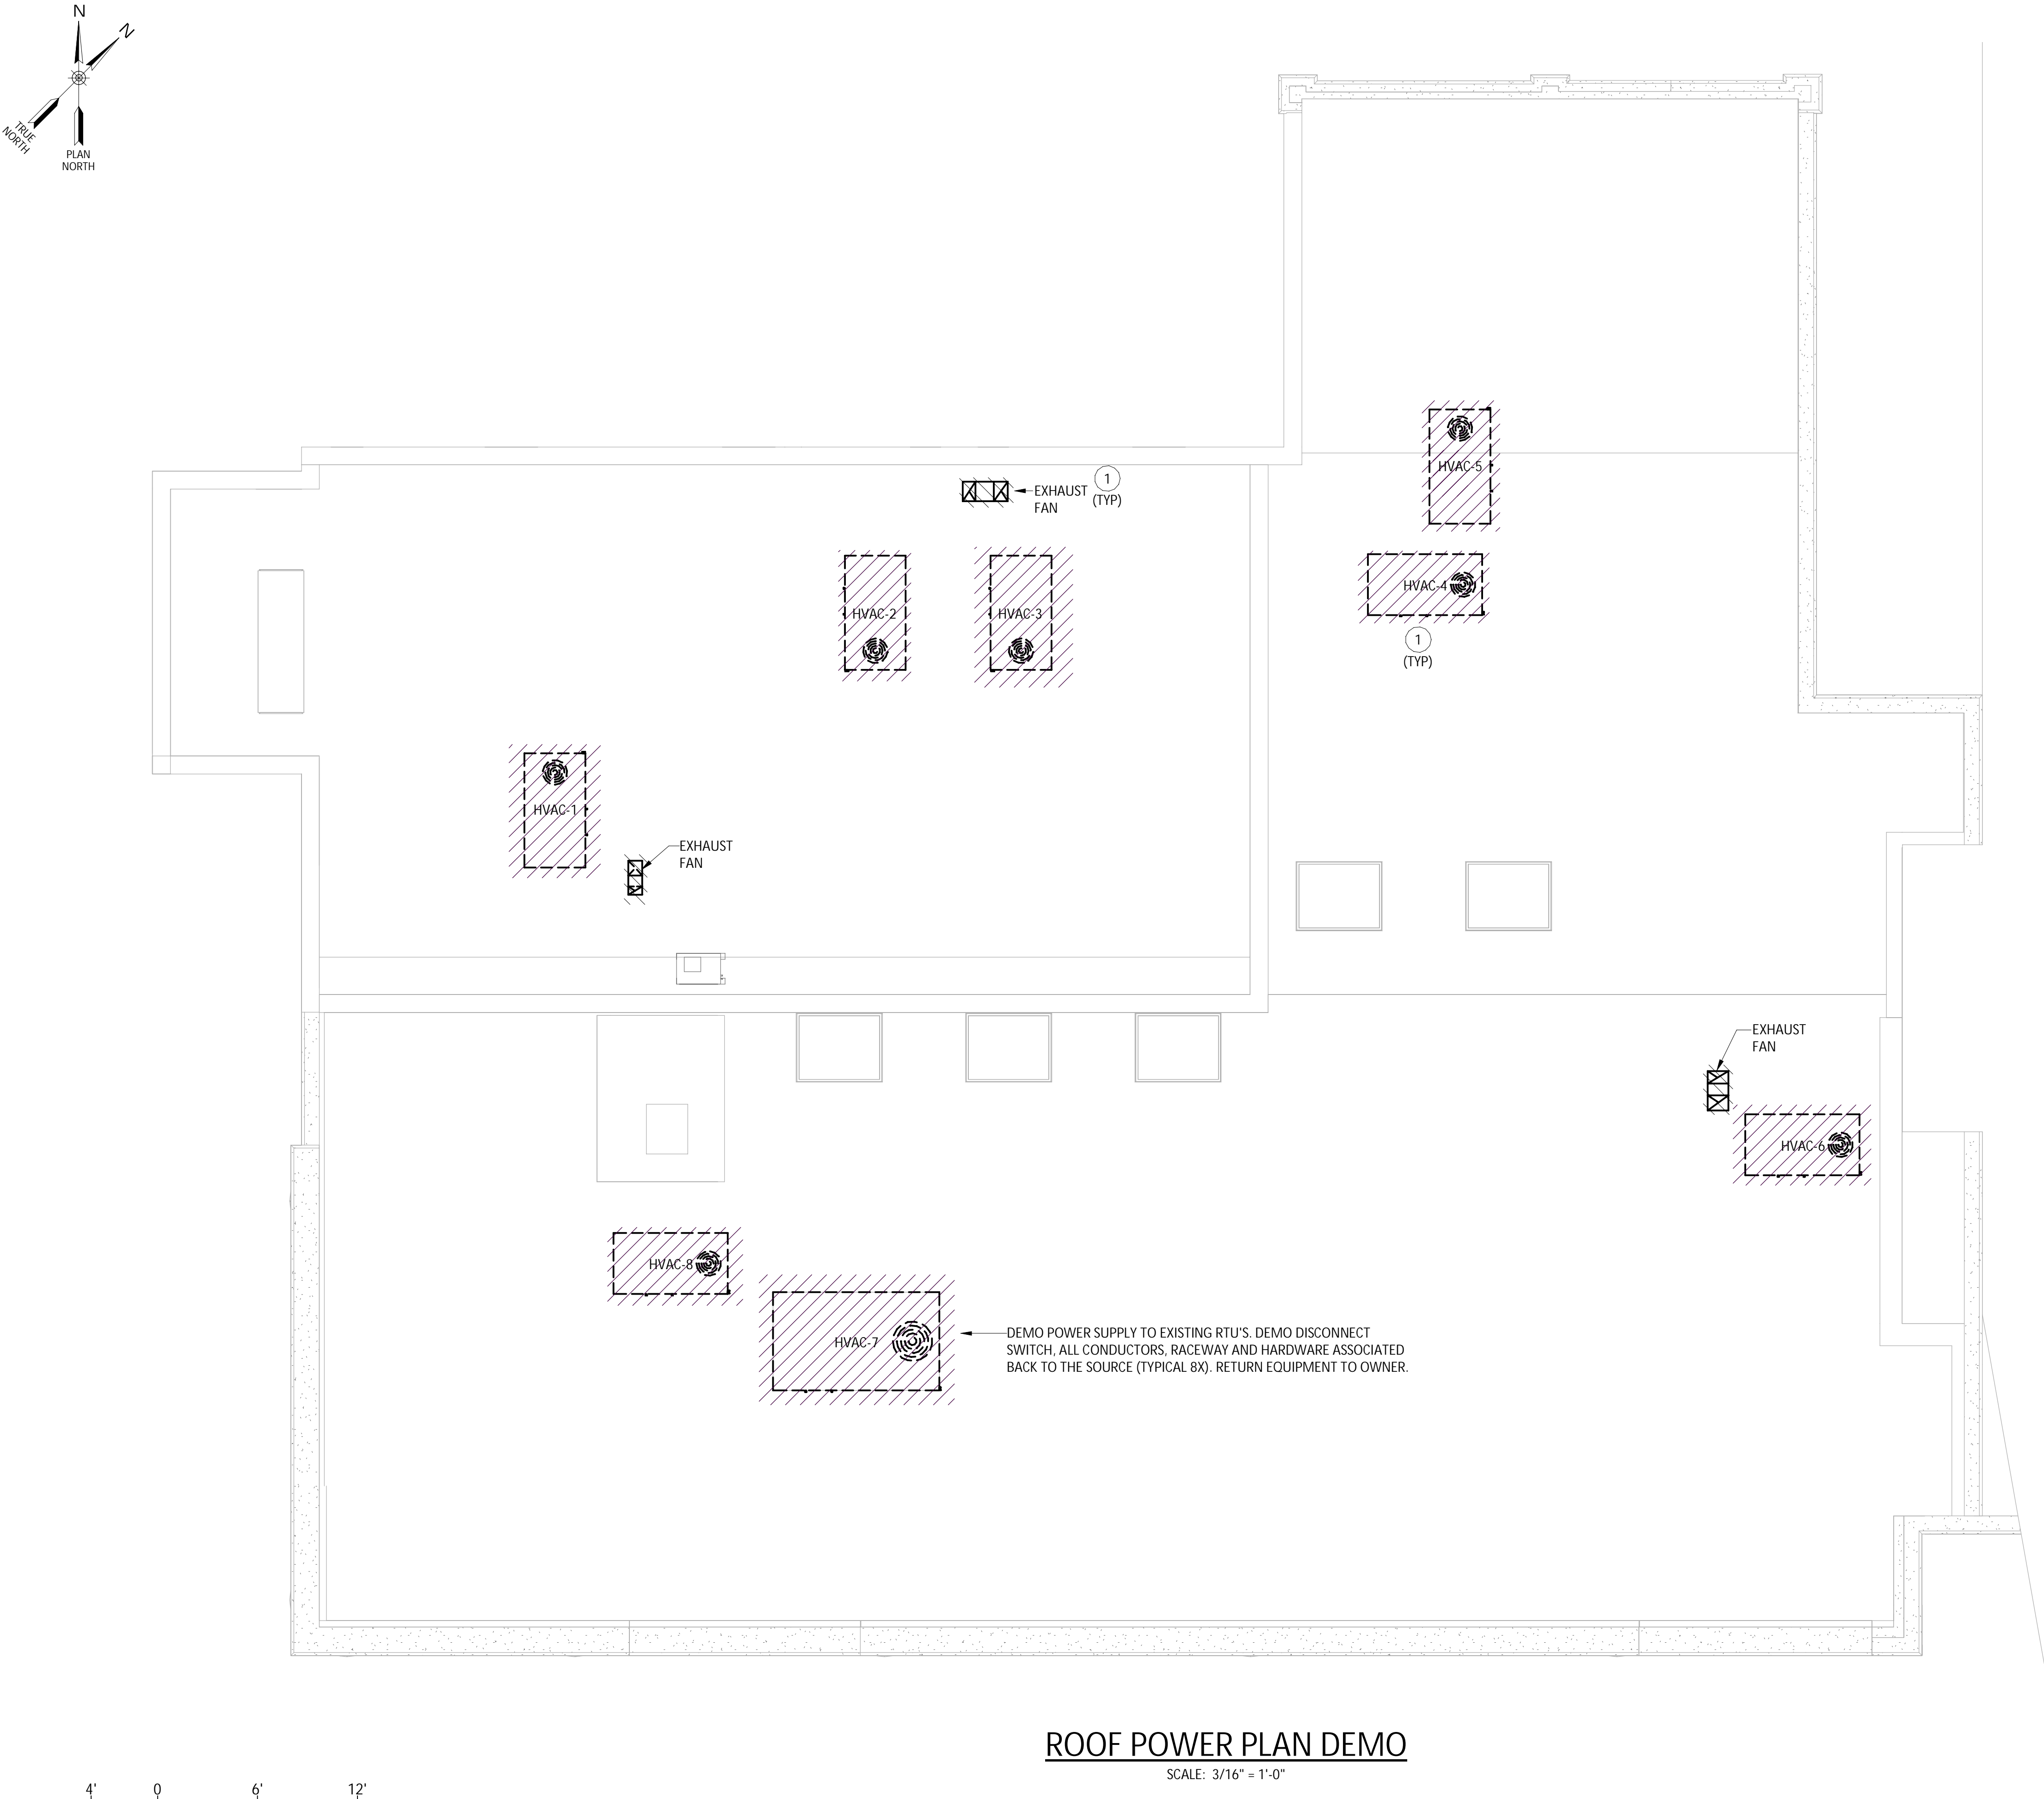 N
N
TRUE
NORTH
PLAN
NORTH
HVAC-5
EXHAUST
FAN
1
(TYP)
HVAC-4
HVAC-2
HVAC-3
1
(TYP)
HVAC-1
EXHAUST
FAN
EXHAUST
FAN
HVAC-6
HVAC-8
HVAC-7
DEMO POWER SUPPLY TO EXISTING RTU'S. DEMO DISCONNECT
SWITCH, ALL CONDUCTORS, RACEWAY AND HARDWARE ASSOCIATED
BACK TO THE SOURCE (TYPICAL 8X). RETURN EQUIPMENT TO OWNER.
ROOF POWER PLAN DEMO
SCALE: 3/16" = 1'-0"
4' 0 6' 12'